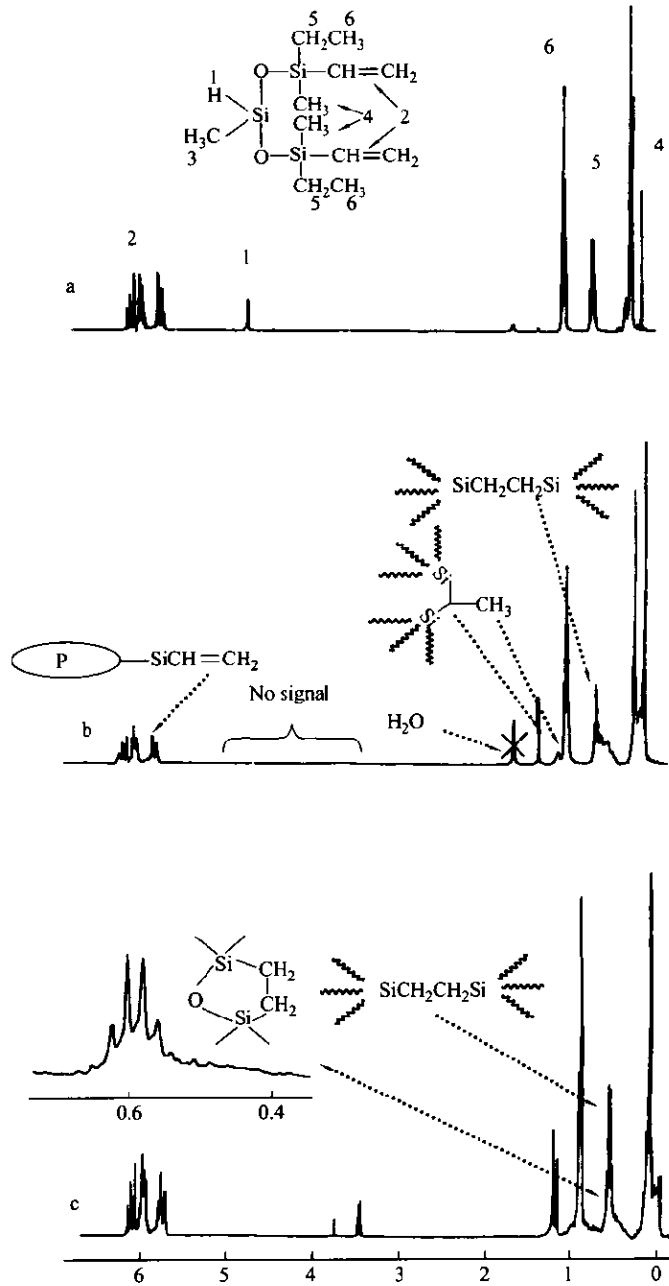 5 6
CH₂CH₃
1
H
O
Si
CH=CH₂
CH₃
4
2
Si
CH₃
H₃C
3
O
Si
CH=CH₂
CH₂CH₃
5 6
6
5
4
2
1
a
SiCH₂CH₂Si
Si
CH₃
Si
P
SiCH=CH₂
No signal
H₂O
b
Si
CH₂
O
CH₂
Si
SiCH₂CH₂Si
0.6 0.4
c
6 5 4 3 2 1 0